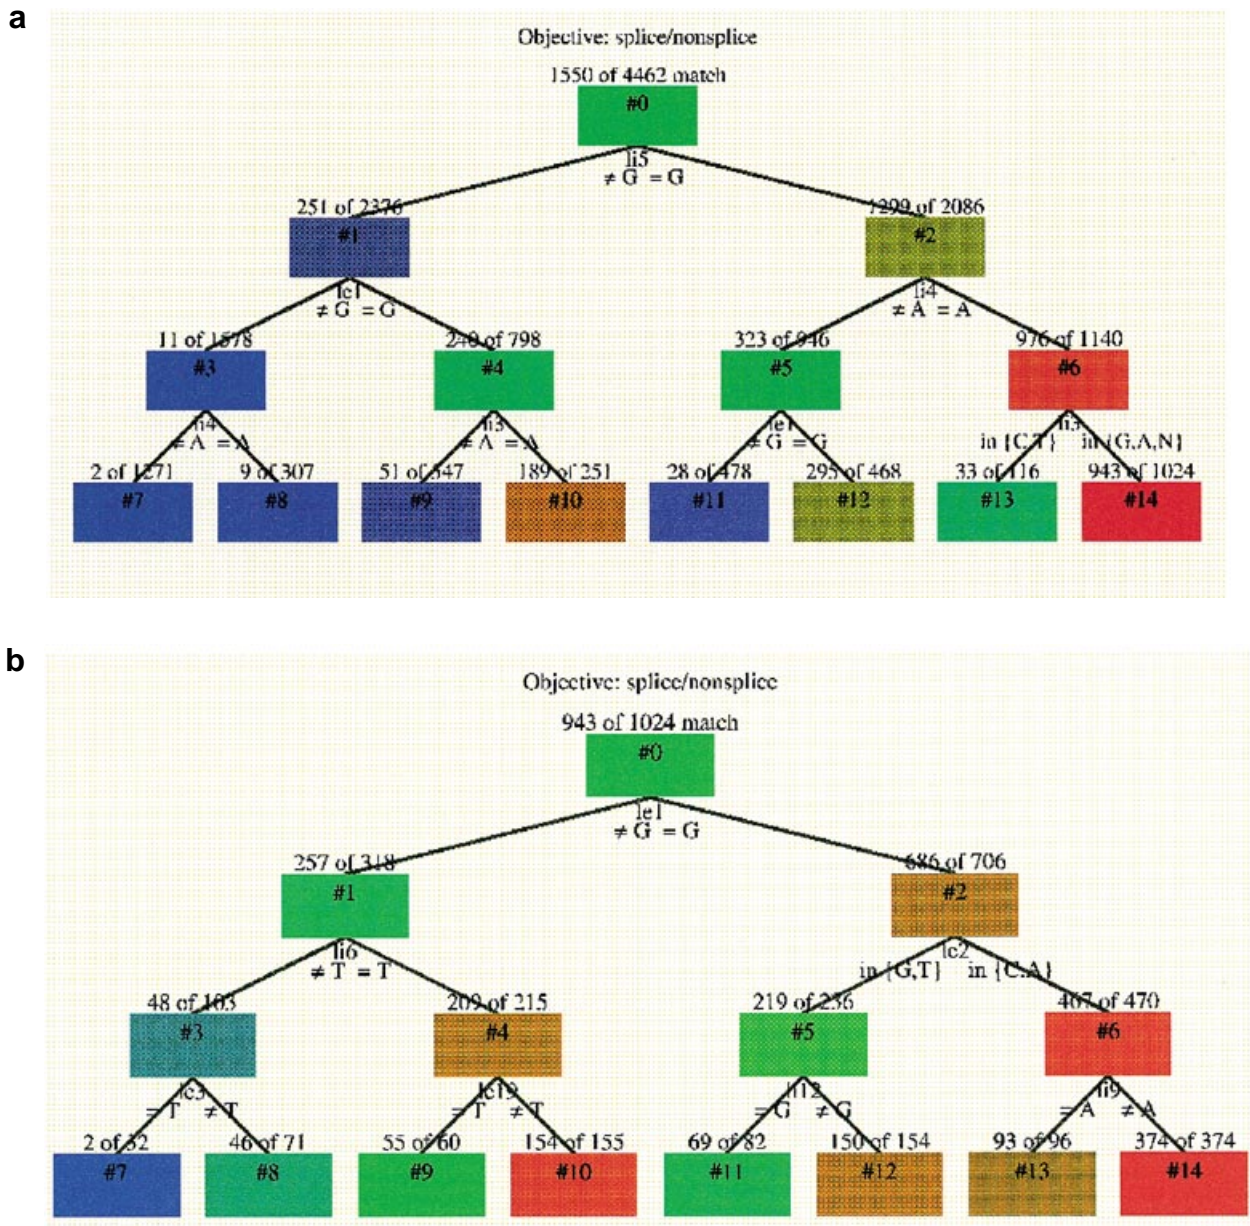 a
Objective: splice/nonsplice
1550 of 4462 match
#0
li5
≠ G = G
251 of 2376 1299 of 2086
#1 #2
le1 li4
≠ G = G ≠ A = A
11 of 1578 240 of 798 323 of 946 976 of 1140
#3 #4 #5 #6
li4 li3 le1 li3
≠ A = A ≠ A = A ≠ G = G in {C,T} in {G,A,N}
2 of 1271 9 of 307 51 of 547 189 of 251 28 of 478 295 of 468 33 of 116 943 of 1024
#7 #8 #9 #10 #11 #12 #13 #14
b
Objective: splice/nonsplice
943 of 1024 match
#0
le1
≠ G = G
257 of 318 686 of 706
#1 #2
li6 le2
≠ T = T in {G,T} in {C,A}
48 of 103 209 of 215 219 of 236 467 of 470
#3 #4 #5 #6
le3 le19 li12 li9
= T ≠ T = T ≠ T = G ≠ G = A ≠ A
2 of 32 46 of 71 55 of 60 154 of 155 69 of 82 150 of 154 93 of 96 374 of 374
#7 #8 #9 #10 #11 #12 #13 #14